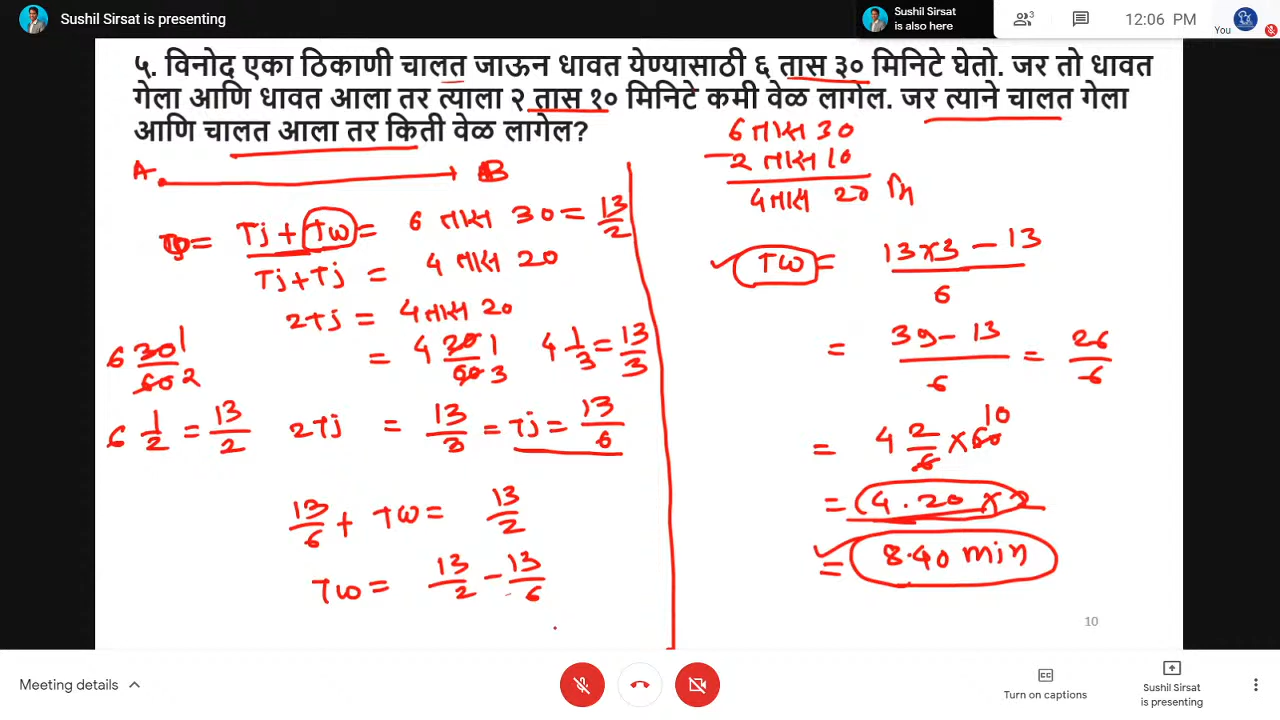 Sushil Sirsat is presenting
Sushil Sirsat
is also here
3
12:06 PM
You
५. विनोद एका ठिकाणी चालत जाऊन धावत येण्यासाठी ६ तास ३० मिनिटे घेतो. जर तो धावत
गेला आणि धावत आला तर त्याला २ तास १० मिनिटे कमी वेळ लागेल. जर त्याने चालत गेला
आणि चालत आला तर किती वेळ लागेल?
6 तास 30
- 2 तास 10
4 तास 20 मि
A B
= Tj + Tw = 6 तास 30 = 13/2
Tj + Tj = 4 तास 20
2Tj = 4 तास 20
6 30/60 1 2
= 4 20/60 1 3 4 1/3 = 13/3
6 1/2 = 13/2
2Tj = 13/3 = Tj = 13/6
13/6 + Tw = 13/2
Tw = 13/2 - 13/6
Tw = 13x3 - 13/6
= 39 - 13/6 = 26/6
= 4 2/6 x 60 10
= (4.20 x 2
= 8.40 min
10
Meeting details
Turn on captions
Sushil Sirsat
is presenting